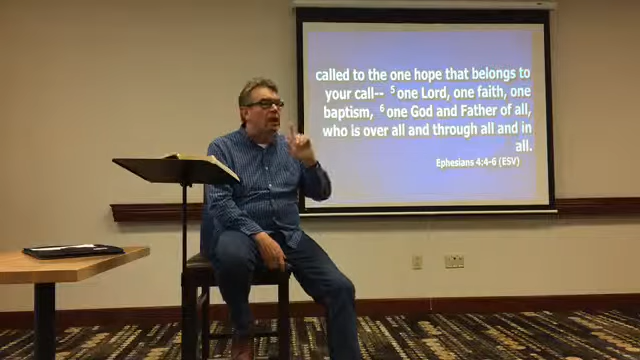 called to the one hope that belongs to
your call-- ⁵ one Lord, one faith, one
baptism, ⁶ one God and Father of all,
who is over all and through all and in
all.
Ephesians 4:4-6 (ESV)